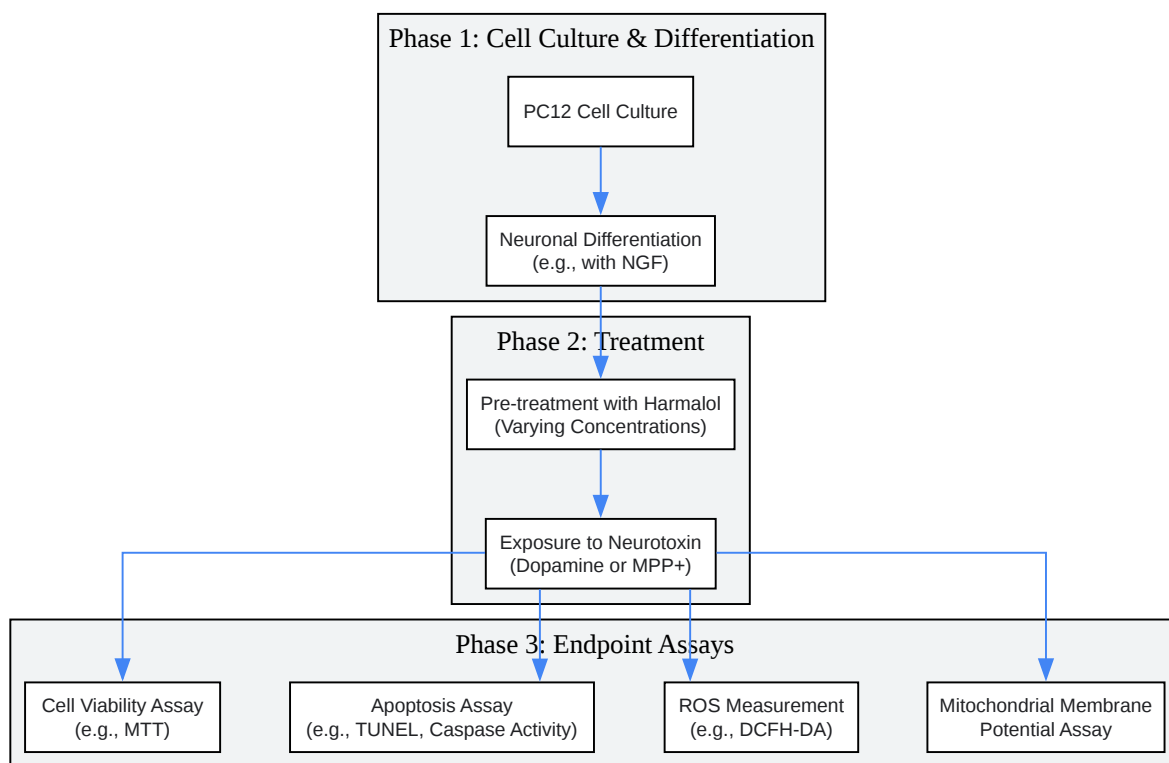 Phase 1: Cell Culture & Differentiation
PC12 Cell Culture
Neuronal Differentiation
(e.g., with NGF)
Phase 2: Treatment
Pre-treatment with Harmalol
(Varying Concentrations)
Exposure to Neurotoxin
(Dopamine or MPP+)
Phase 3: Endpoint Assays
Cell Viability Assay
(e.g., MTT)
Apoptosis Assay
(e.g., TUNEL, Caspase Activity)
ROS Measurement
(e.g., DCFH-DA)
Mitochondrial Membrane
Potential Assay